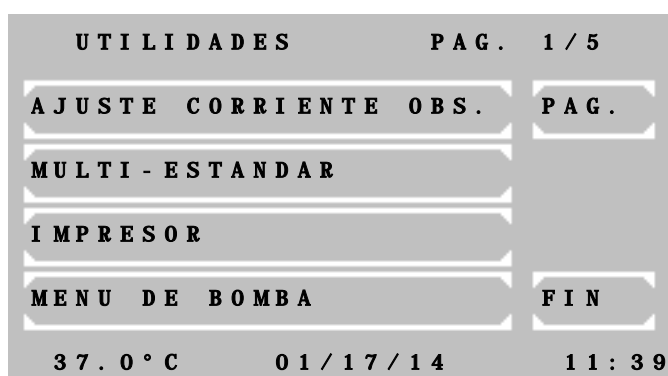 UTILIDADES PAG. 1/5
AJUSTE CORRIENTE OBS. PAG.
MULTI-ESTANDAR
IMPRESOR
MENU DE BOMBA FIN
37.0°C 01/17/14 11:39